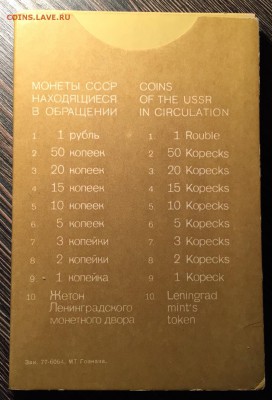 coins.lave.ru
МОНЕТЫ СССР
НАХОДЯЩИЕСЯ
В ОБРАЩЕНИИ
1 1 рубль
2 50 копеек
3 20 копеек
4 15 копеек
5 10 копеек
6 5 копеек
7 3 копейки
8 2 копейки
9 1 копейка
10. Жетон
Ленинградского
монетного двора
COINS
OF THE USSR
IN CIRCULATION
1 1 Rouble
2 50 Kopecks
3 20 Kopecks
4 15 Kopecks
5 10 Kopecks
6 5 Kopecks
7 3 Kopecks
8 2 Kopecks
9 1 Kopeck
10. Leningrad
mint's
token
МТ Гознака.